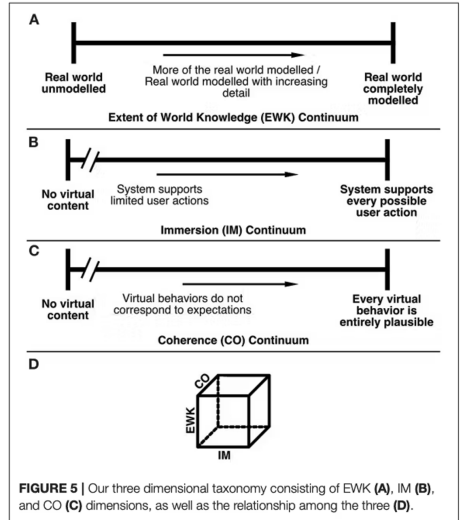 A
Real world
unmodelled
More of the real world modelled /
Real world modelled with increasing
detail
Real world
completely
modelled
Extent of World Knowledge (EWK) Continuum
B
No virtual
content
System supports
limited user actions
System supports
every possible
user action
Immersion (IM) Continuum
C
No virtual
content
Virtual behaviors do not
correspond to expectations
Every virtual
behavior is
entirely plausible
Coherence (CO) Continuum
D
CO
EWK
IM
FIGURE 5 | Our three dimensional taxonomy consisting of EWK (A), IM (B),
and CO (C) dimensions, as well as the relationship among the three (D).